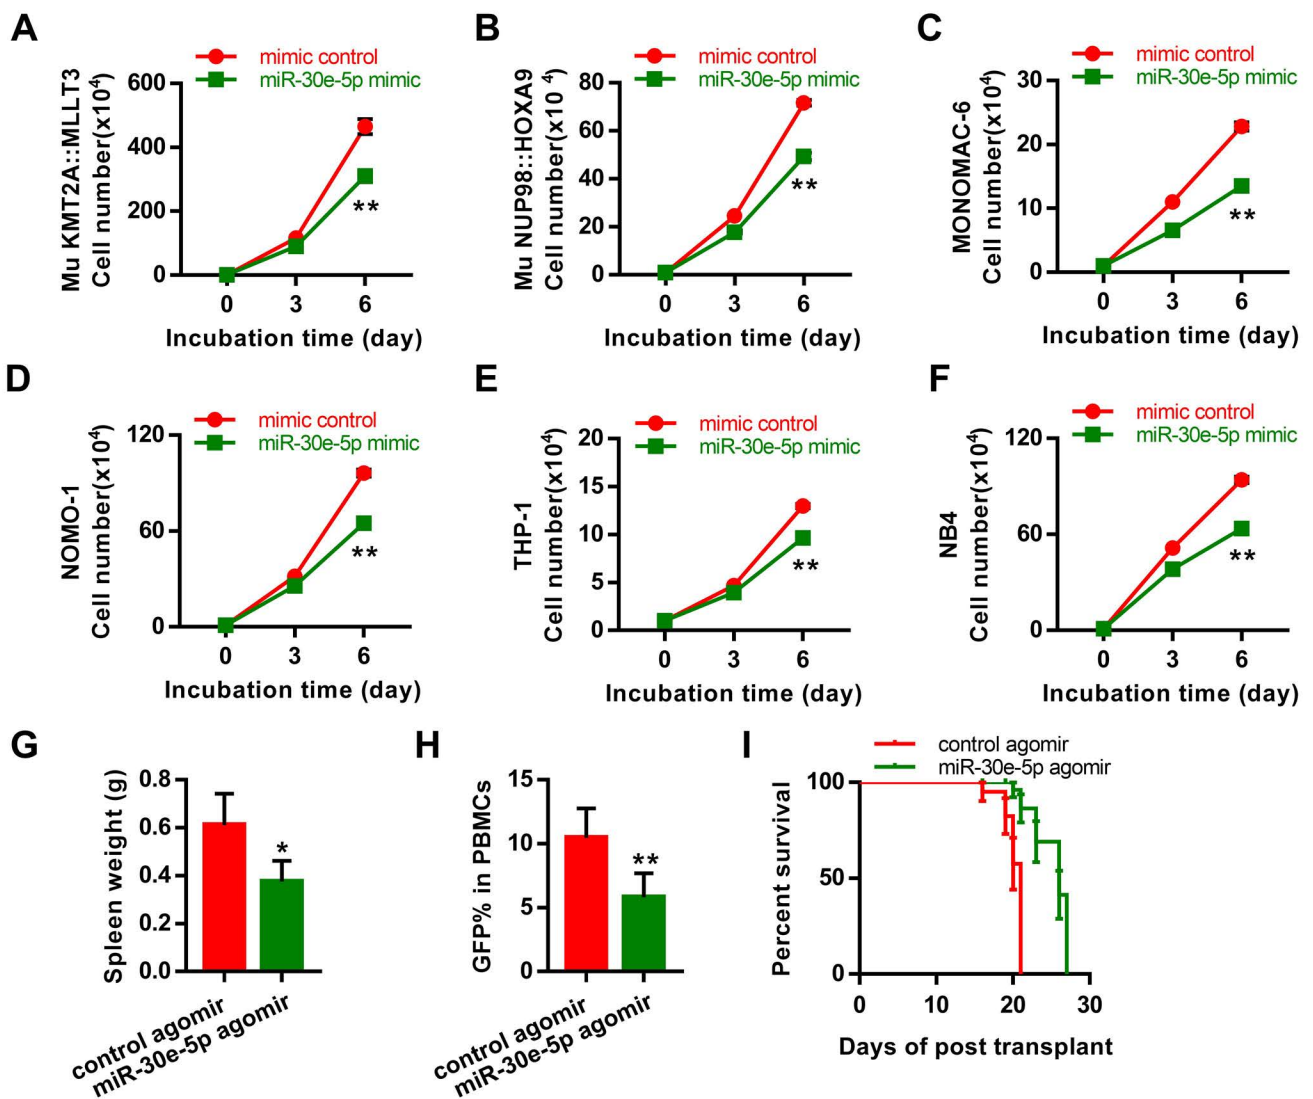 A
mimic control
miR-30e-5p mimic
Mu KMT2A::MLLT3
Cell number(x10⁴)
600
400
200
0
0 3 6
Incubation time (day)
**
B
mimic control
miR-30e-5p mimic
Mu NUP98::HOXA9
Cell number(x10 ⁴)
80
60
40
20
0
0 3 6
Incubation time (day)
**
C
mimic control
miR-30e-5p mimic
MONOMAC-6
Cell number(x10⁴)
30
20
10
0
0 3 6
Incubation time (day)
**
D
mimic control
miR-30e-5p mimic
NOMO-1
Cell number(x10⁴)
120
60
0
0 3 6
Incubation time (day)
**
E
mimic control
miR-30e-5p mimic
THP-1
Cell number(x10⁴)
20
15
10
5
0
0 3 6
Incubation time (day)
**
F
mimic control
miR-30e-5p mimic
NB4
Cell number(x10⁴)
120
60
0
0 3 6
Incubation time (day)
**
G
Spleen weight (g)
0.8
0.6
0.4
0.2
0.0
*
control agomir
miR-30e-5p agomir
H
GFP% in PBMCs
15
10
5
0
**
control agomir
miR-30e-5p agomir
I
control agomir
miR-30e-5p agomir
Percent survival
100
50
0
0 10 20 30
Days of post transplant